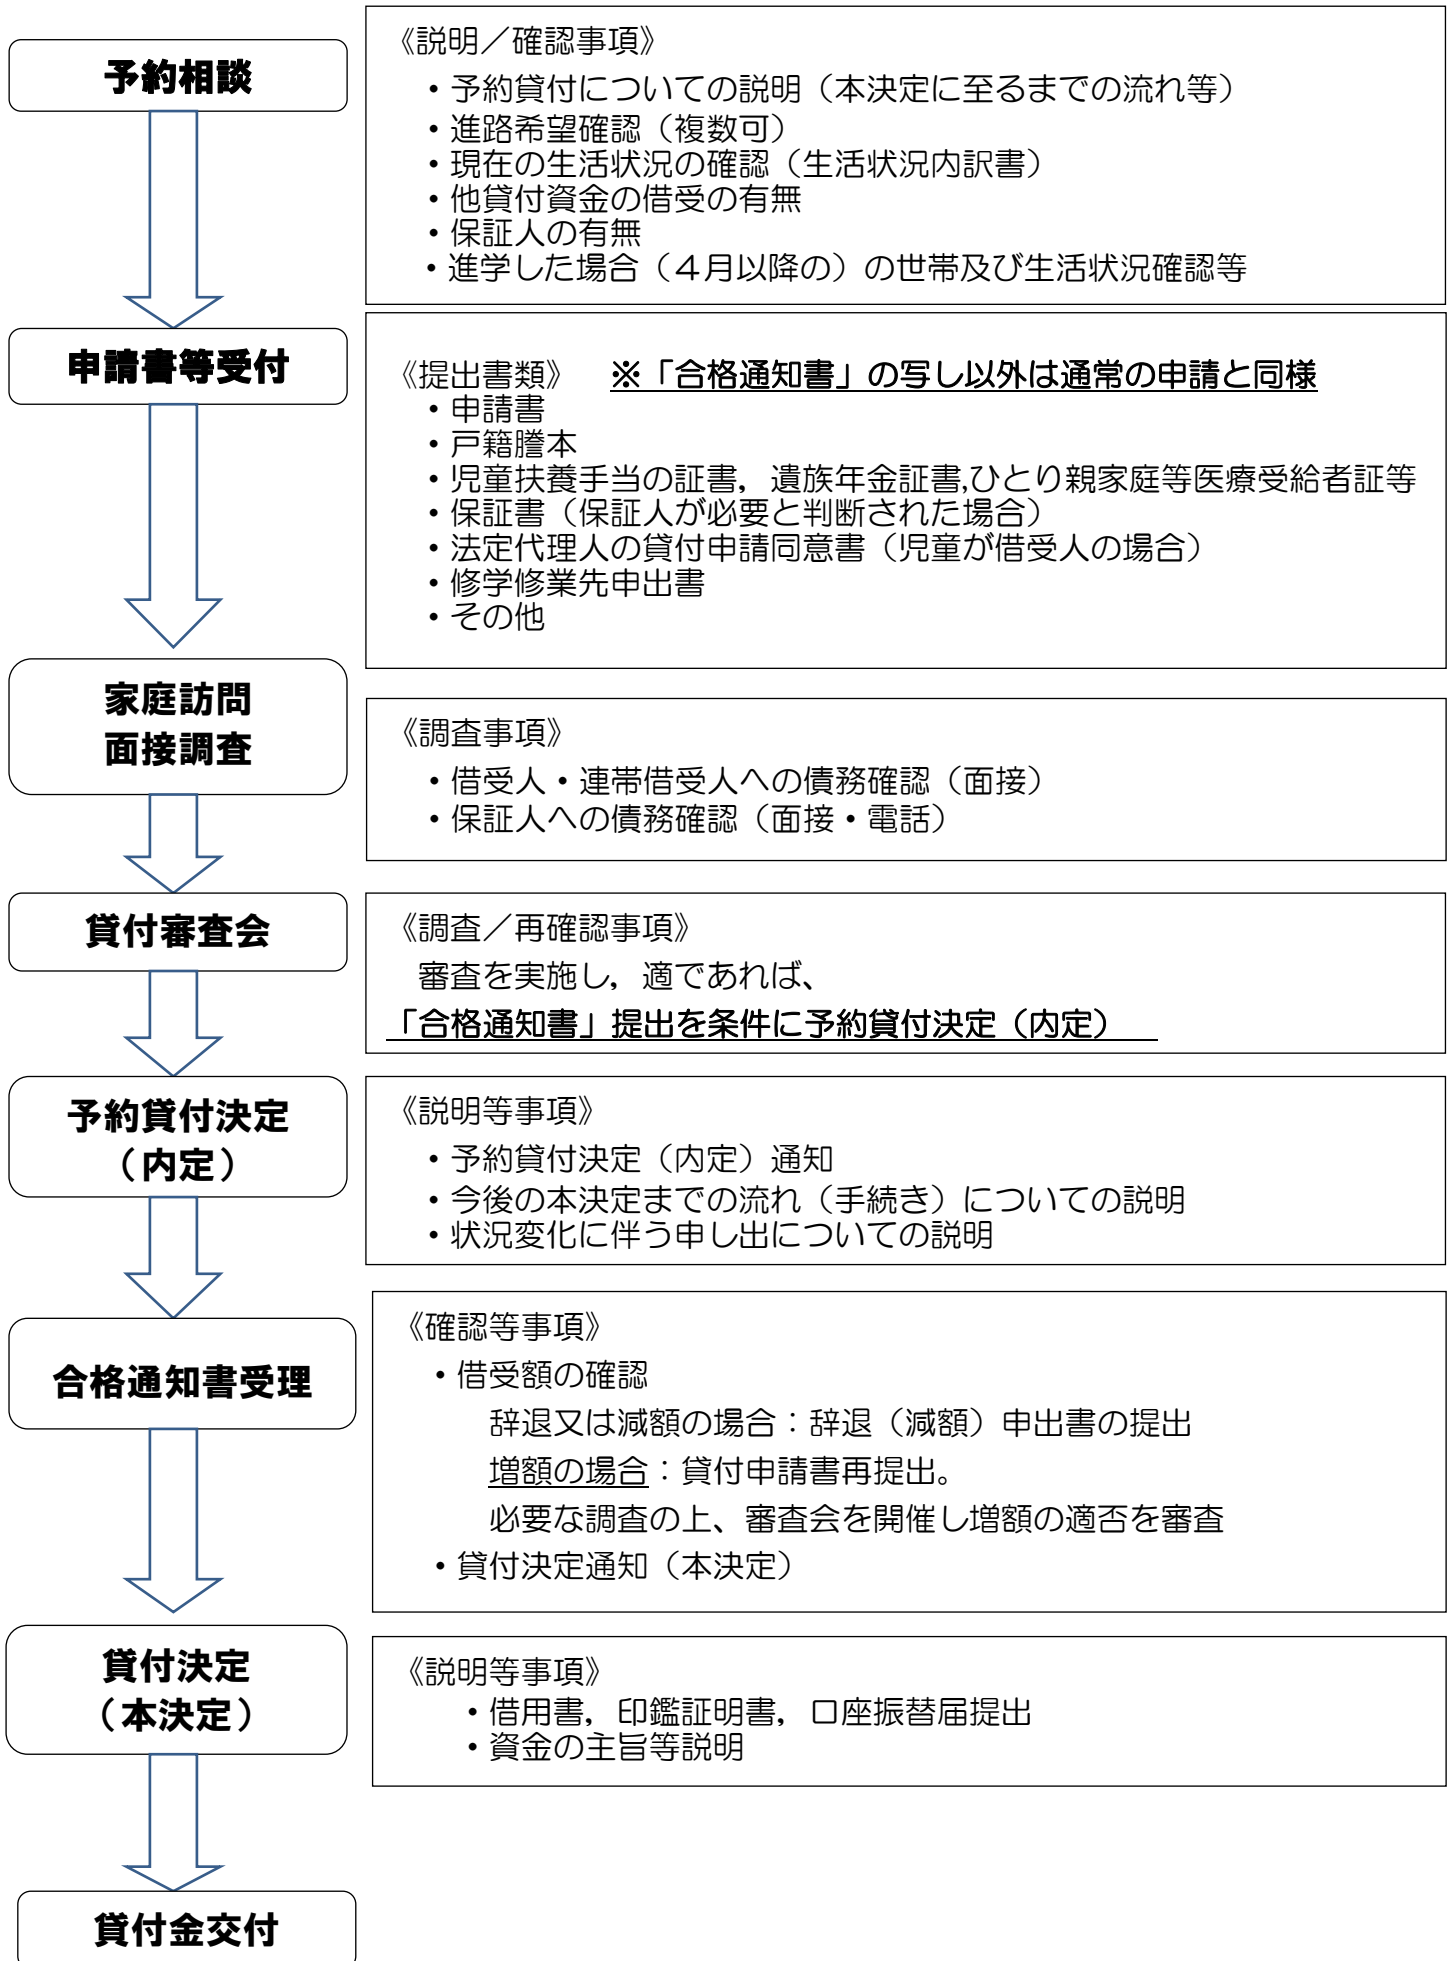 予約相談
《説明／確認事項》
・予約貸付についての説明（本決定に至るまでの流れ等）
・進路希望確認（複数可）
・現在の生活状況の確認（生活状況内訳書）
・他貸付資金の借受の有無
・保証人の有無
・進学した場合（４月以降の）の世帯及び生活状況確認等
申請書等受付
《提出書類》　※「合格通知書」の写し以外は通常の申請と同様
・申請書
・戸籍謄本
・児童扶養手当の証書，遺族年金証書,ひとり親家庭等医療受給者証等
・保証書（保証人が必要と判断された場合）
・法定代理人の貸付申請同意書（児童が借受人の場合）
・修学修業先申出書
・その他
家庭訪問
面接調査
《調査事項》
・借受人・連帯借受人への債務確認（面接）
・保証人への債務確認（面接・電話）
貸付審査会
《調査／再確認事項》
審査を実施し，適であれば、
「合格通知書」提出を条件に予約貸付決定（内定）
予約貸付決定
（内定）
《説明等事項》
・予約貸付決定（内定）通知
・今後の本決定までの流れ（手続き）についての説明
・状況変化に伴う申し出についての説明
合格通知書受理
《確認等事項》
・借受額の確認
辞退又は減額の場合：辞退（減額）申出書の提出
増額の場合：貸付申請書再提出。
必要な調査の上、審査会を開催し増額の適否を審査
・貸付決定通知（本決定）
貸付決定
（本決定）
《説明等事項》
・借用書，印鑑証明書，口座振替届提出
・資金の主旨等説明
貸付金交付